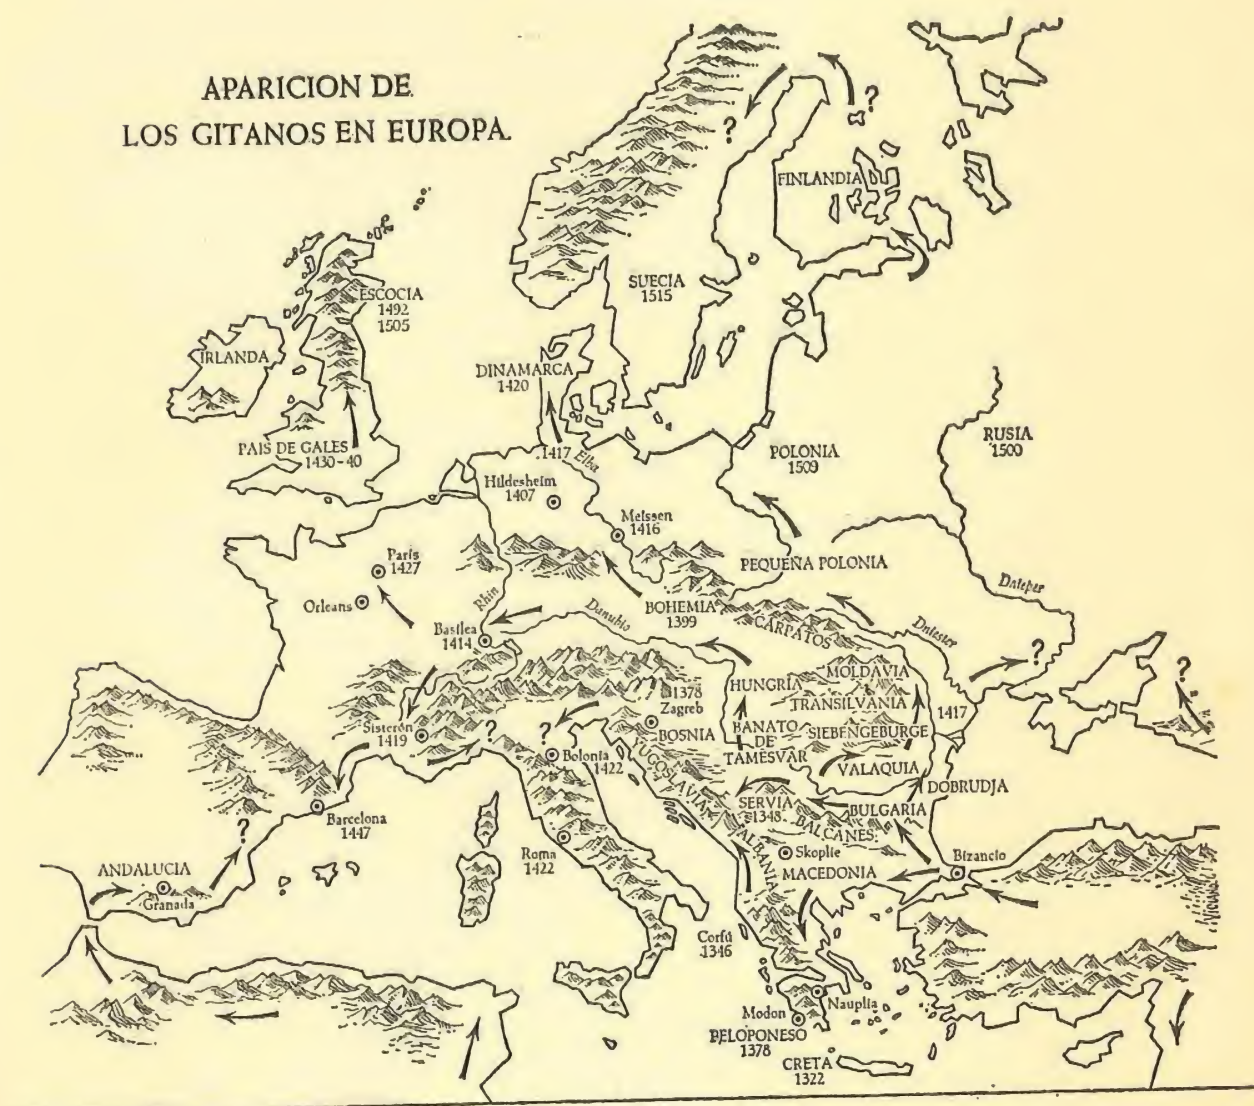 APARICION DE
LOS GITANOS EN EUROPA.
?
?
FINLANDIA
SUECIA
1515
ESCOCIA
1492
1505
IRLANDA
DINAMARCA
1420
PAIS DE GALES
1430-40
1417
Elba
POLONIA
1509
RUSIA
1500
Hildesheim
1407
Meissen
1416
París
1427
Orleans
PEQUEÑA POLONIA
Rhin
Danubio
BOHEMIA
1399
CARPATOS
Dnieper
Dniester
Basilea
1414
?
?
HUNGRÍA
MOLDAVIA
TRANSILVANIA
1378
Zagreb
1417
Sisterón
1419
?
?
BOSNIA
BANATO
DE
TAMESVAR
SIEBENGEBURGE
Bolonia
1422
VALAQUIA
YUGOSLAVIA
DOBRUDJA
SERVIA
1348
BULGARIA
BALCANES
Barcelona
1447
?
ALBANIA
Roma
1422
Skoplie
Bizancio
MACEDONIA
ANDALUCIA
Granada
Corfú
1346
Nauplia
Modon
PELOPONESO
1378
CRETA
1322